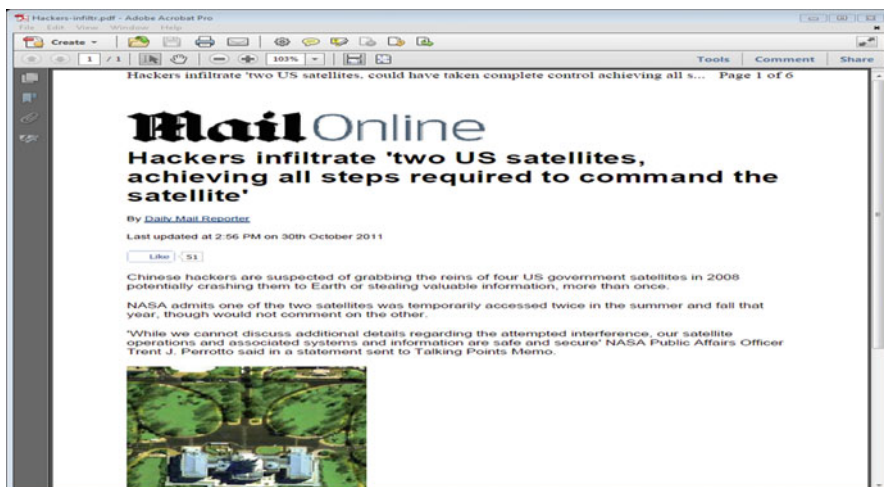 Hackers-infiltr.pdf - Adobe Acrobat Pro
File Edit View Window Help
Create
1 / 1 103% Tools Comment Share
Hackers infiltrate 'two US satellites, could have taken complete control achieving all s... Page 1 of 6
Mail Online
Hackers infiltrate 'two US satellites,
achieving all steps required to command the
satellite'
By Daily Mail Reporter
Last updated at 2:56 PM on 30th October 2011
Like 51
Chinese hackers are suspected of grabbing the reins of four US government satellites in 2008
potentially crashing them to Earth or stealing valuable information, more than once.
NASA admits one of the two satellites was temporarily accessed twice in the summer and fall that
year, though would not comment on the other.
'While we cannot discuss additional details regarding the attempted interference, our satellite
operations and associated systems and information are safe and secure' NASA Public Affairs Officer
Trent J. Perrotto said in a statement sent to Talking Points Memo.